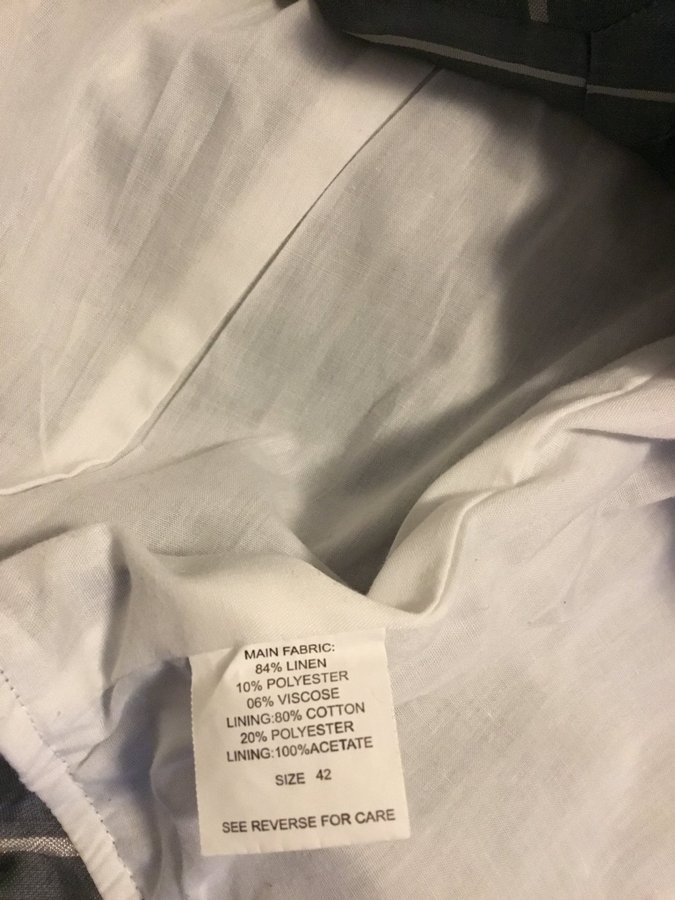 MAIN FABRIC:
84% LINEN
10% POLYESTER
06% VISCOSE
LINING:80% COTTON
20% POLYESTER
LINING:100%ACETATE
SIZE 42
SEE REVERSE FOR CARE